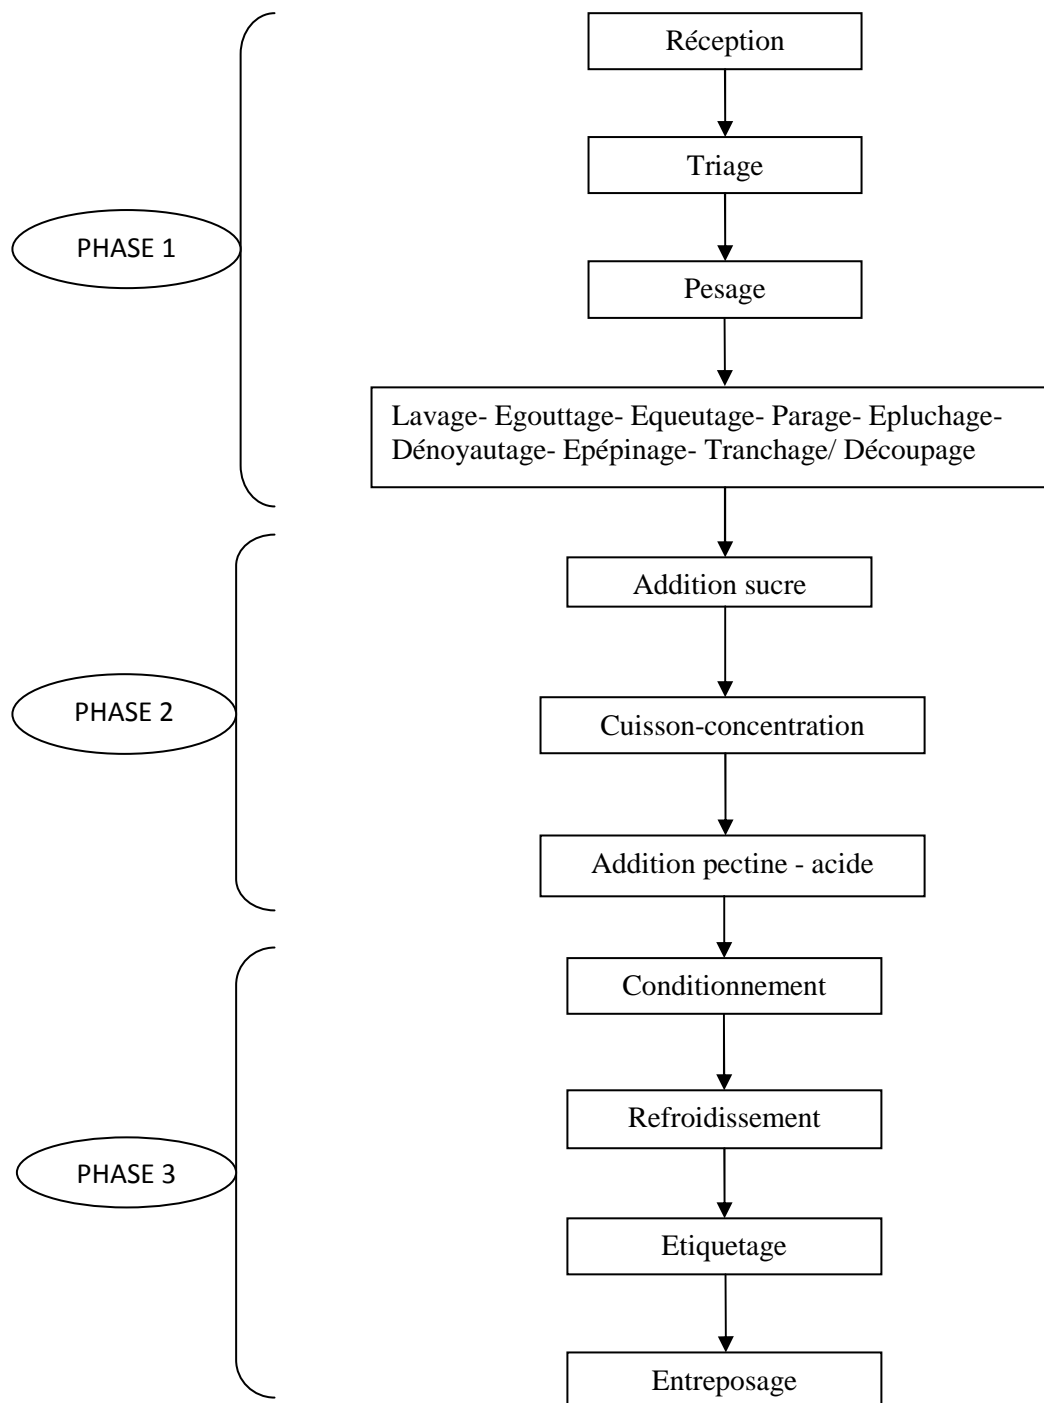 Réception
Triage
PHASE 1
Pesage
Lavage- Egouttage- Equeutage- Parage- Epluchage-
Dénoyautage- Epépinage- Tranchage/ Découpage
Addition sucre
PHASE 2
Cuisson-concentration
Addition pectine - acide
Conditionnement
Refroidissement
PHASE 3
Etiquetage
Entreposage